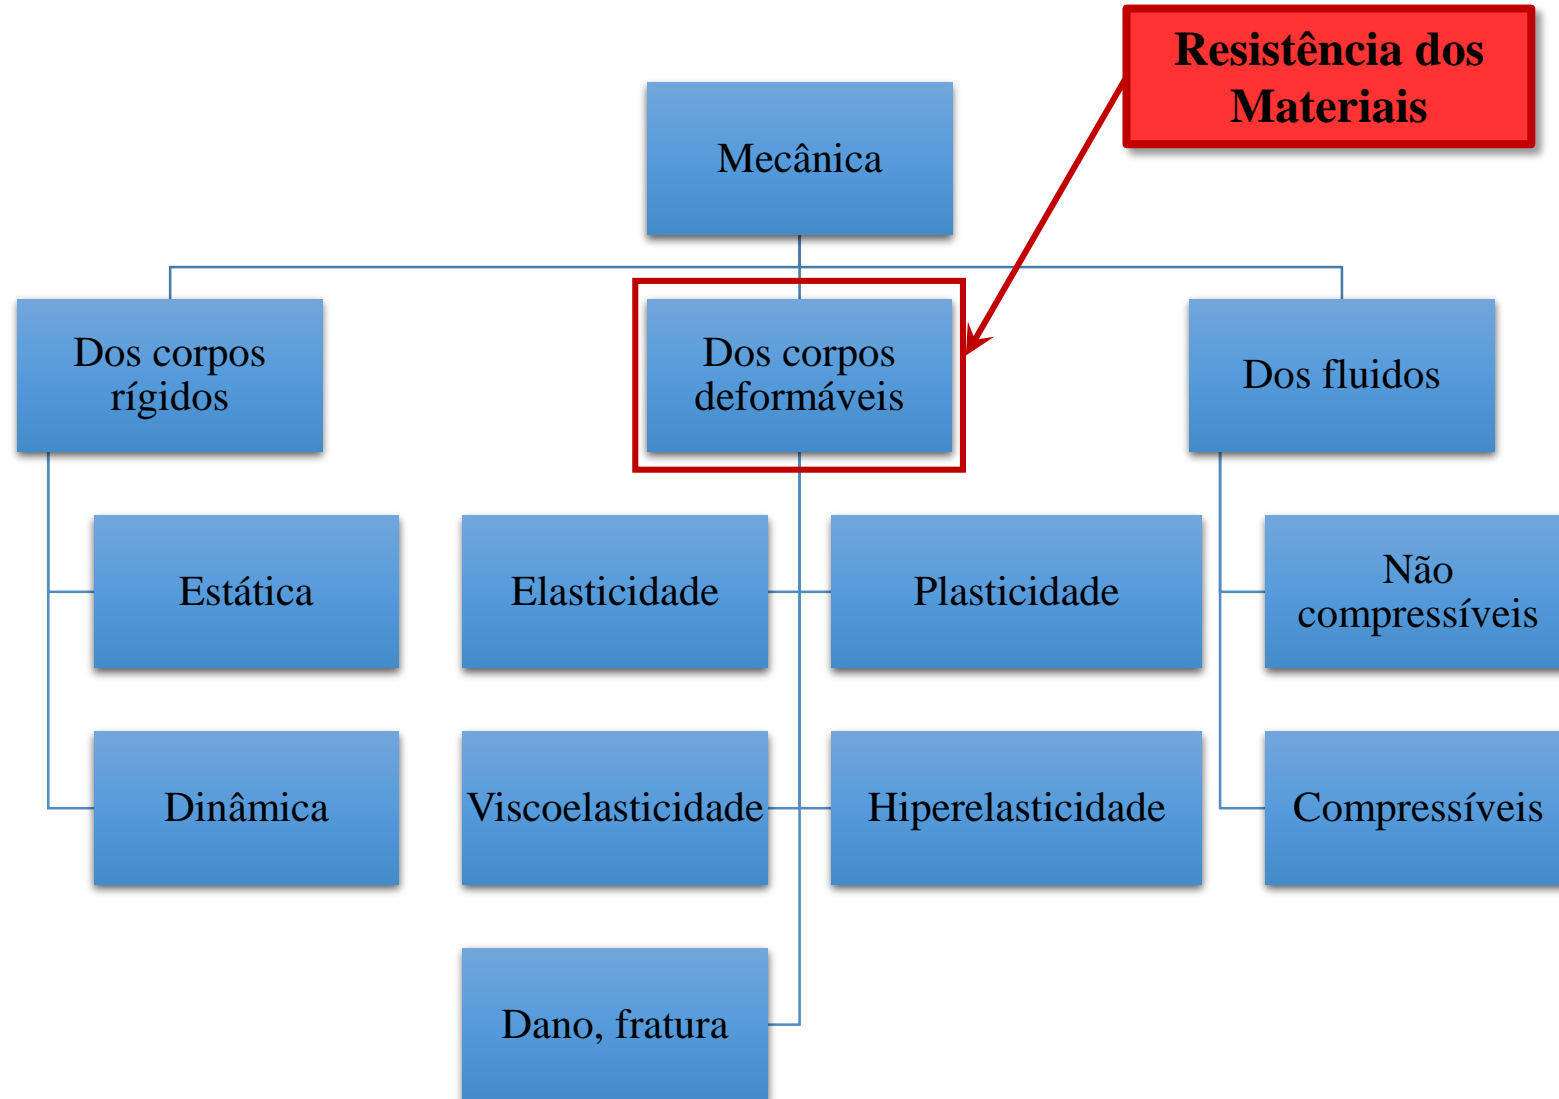 Resistência dos
Materiais
Mecânica
Dos corpos
rígidos
Dos corpos
deformáveis
Dos fluidos
Estática
Elasticidade
Plasticidade
Não
compressíveis
Dinâmica
Viscoelasticidade
Hiperelasticidade
Compressíveis
Dano, fratura